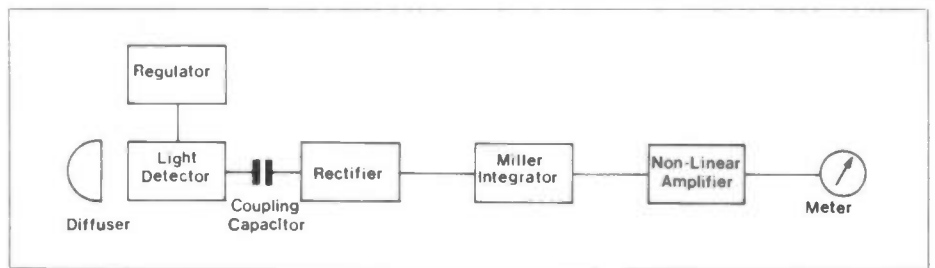 Regulator
Diffuser
Light
Detector
Coupling
Capacitor
Rectifier
Miller
Integrator
Non-Linear
Amplifier
Meter